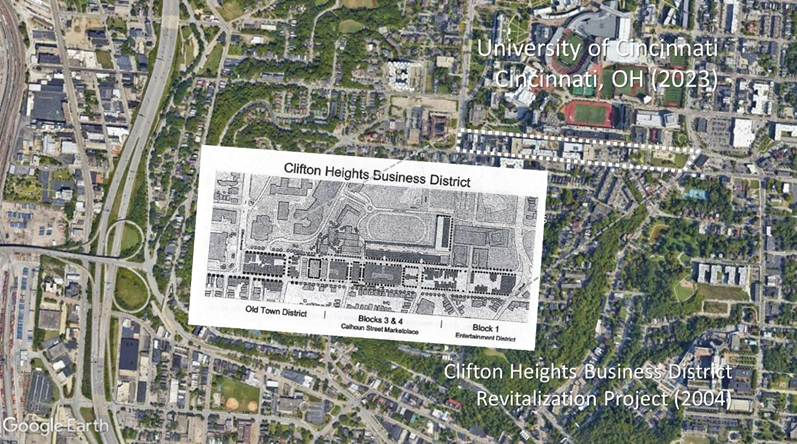 University of Cincinnati
Cincinnati, OH (2023)
Clifton Heights Business District
Old Town District
Blocks 3 & 4
Calhoun Street Marketplace
Block 1
Entertainment District
Clifton Heights Business District
Revitalization Project (2004)
Google Earth